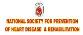 NATIONAL SOCIETY FOR PREVENTION
OF HEART DISEASE & REHABILITATION